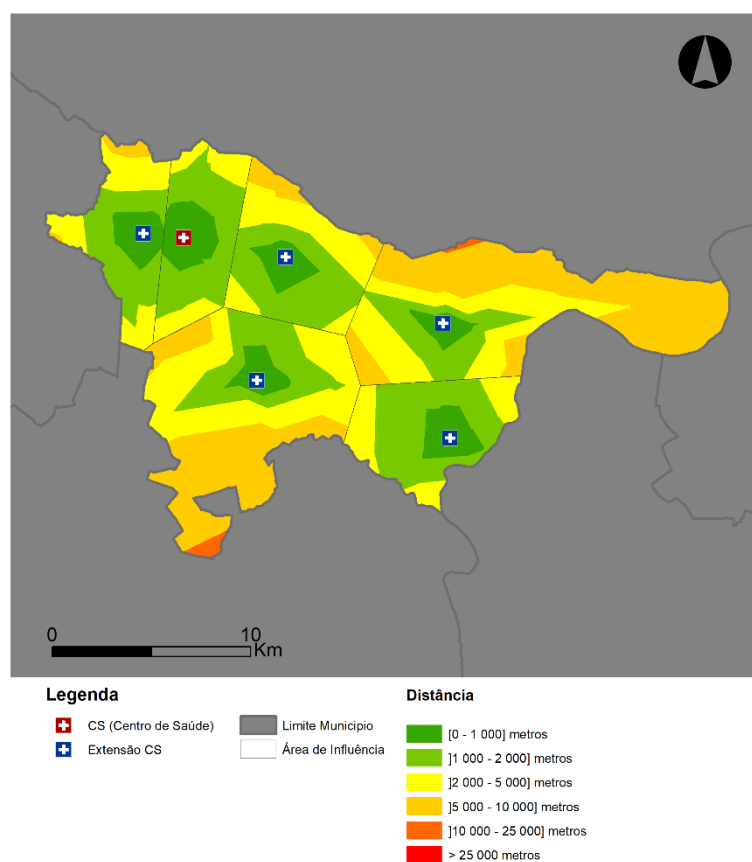 0 10
Km
Legenda
CS (Centro de Saúde)
Extensão CS
Limite Municipio
Área de Influência
Distância
[0 - 1 000] metros
]1 000 - 2 000] metros
]2 000 - 5 000] metros
]5 000 - 10 000] metros
]10 000 - 25 000] metros
> 25 000 metros